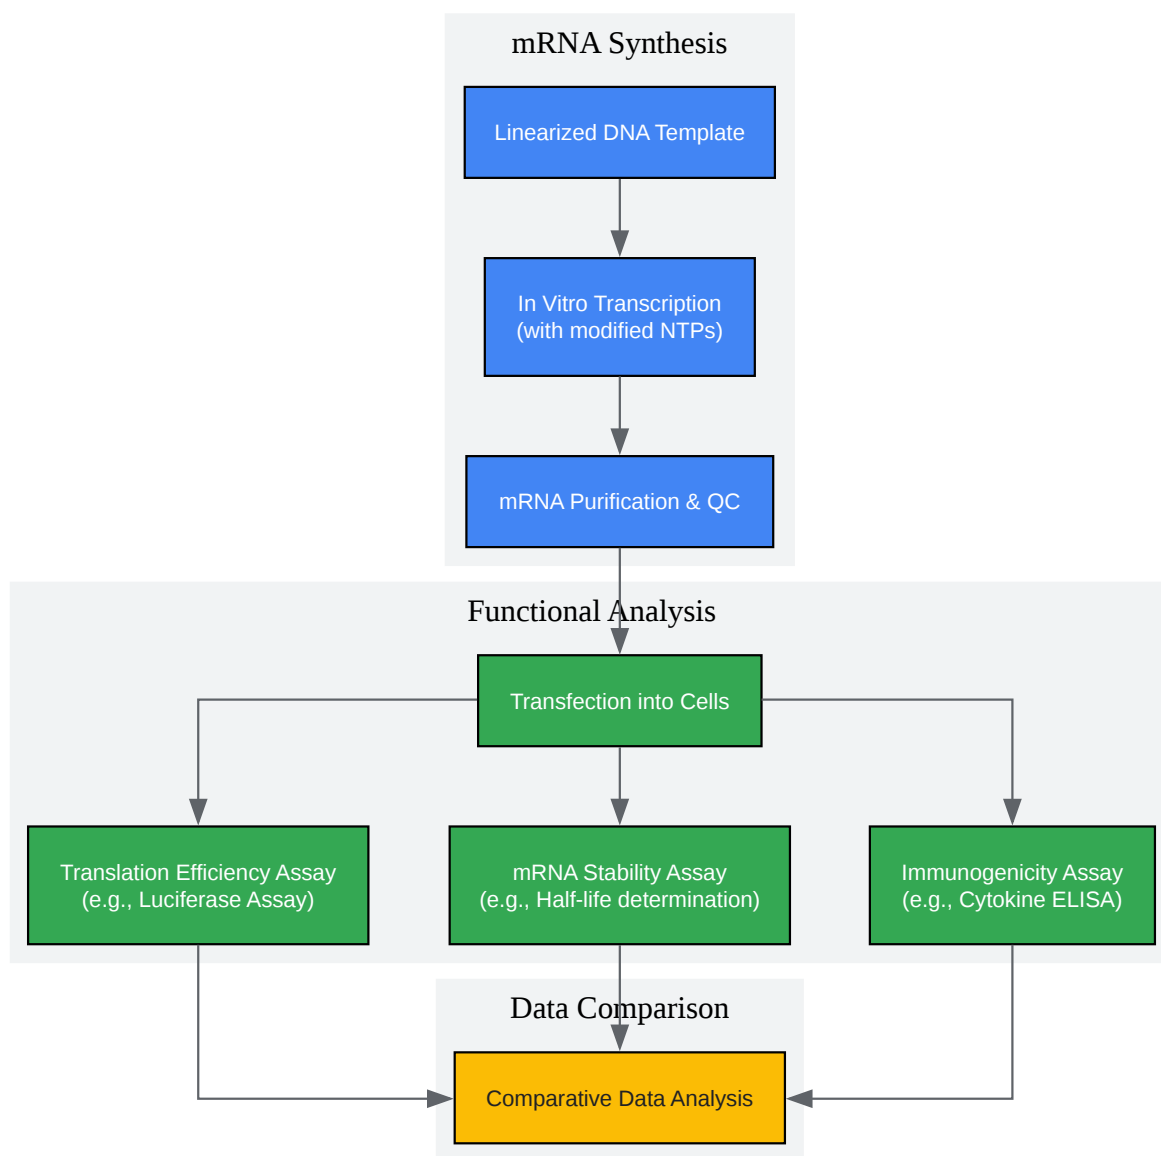 mRNA Synthesis
Linearized DNA Template
In Vitro Transcription
(with modified NTPs)
mRNA Purification & QC
Functional Analysis
Transfection into Cells
Translation Efficiency Assay
(e.g., Luciferase Assay)
mRNA Stability Assay
(e.g., Half-life determination)
Immunogenicity Assay
(e.g., Cytokine ELISA)
Data Comparison
Comparative Data Analysis